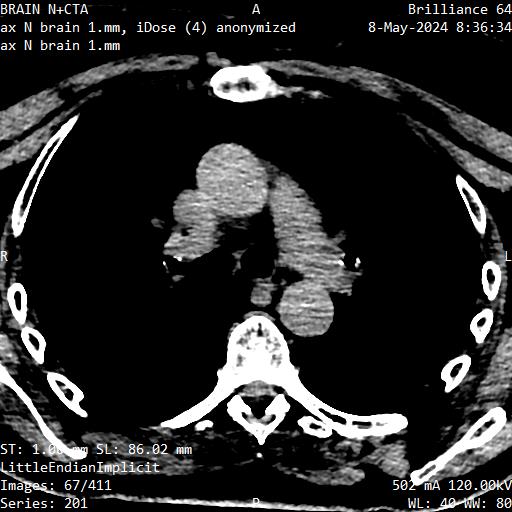 BRAIN N+CTA
A
Brilliance 64
ax N brain 1.mm, iDose (4) anonymized
8-May-2024 8:36:34
ax N brain 1.mm
R
L
ST: 1.00 mm SL: 86.02 mm
LittleEndianImplicit
Images: 67/411
502 mA 120.00kV
Series: 201
P
WL: 40 WW: 80